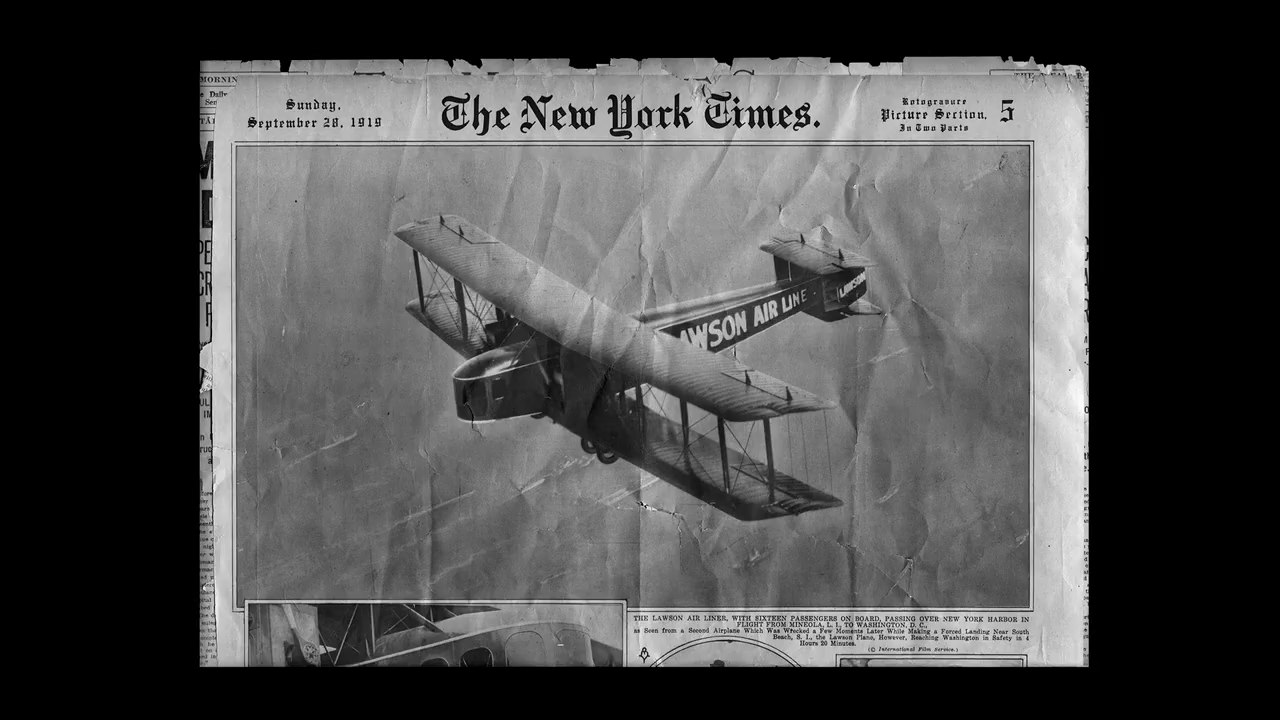 MORNIN
Sunday,
September 28, 1919
The New York Times.
Rotogravure
Picture Section,
In Two Parts
5
LAWSON
AWSON AIR LINE
THE LAWSON AIR LINER, WITH SIXTEEN PASSENGERS ON BOARD, PASSING OVER NEW YORK HARBOR IN
FLIGHT FROM MINEOLA, L. I., TO WASHINGTON, D. C.,
as Seen from a Second Airplane Which Was Wrecked a Few Moments Later While Making a Forced Landing Near South
Beach, S. I., the Lawson Plane, However, Reaching Washington in Safety in 4
Hours 20 Minutes.
(© International Film Service.)